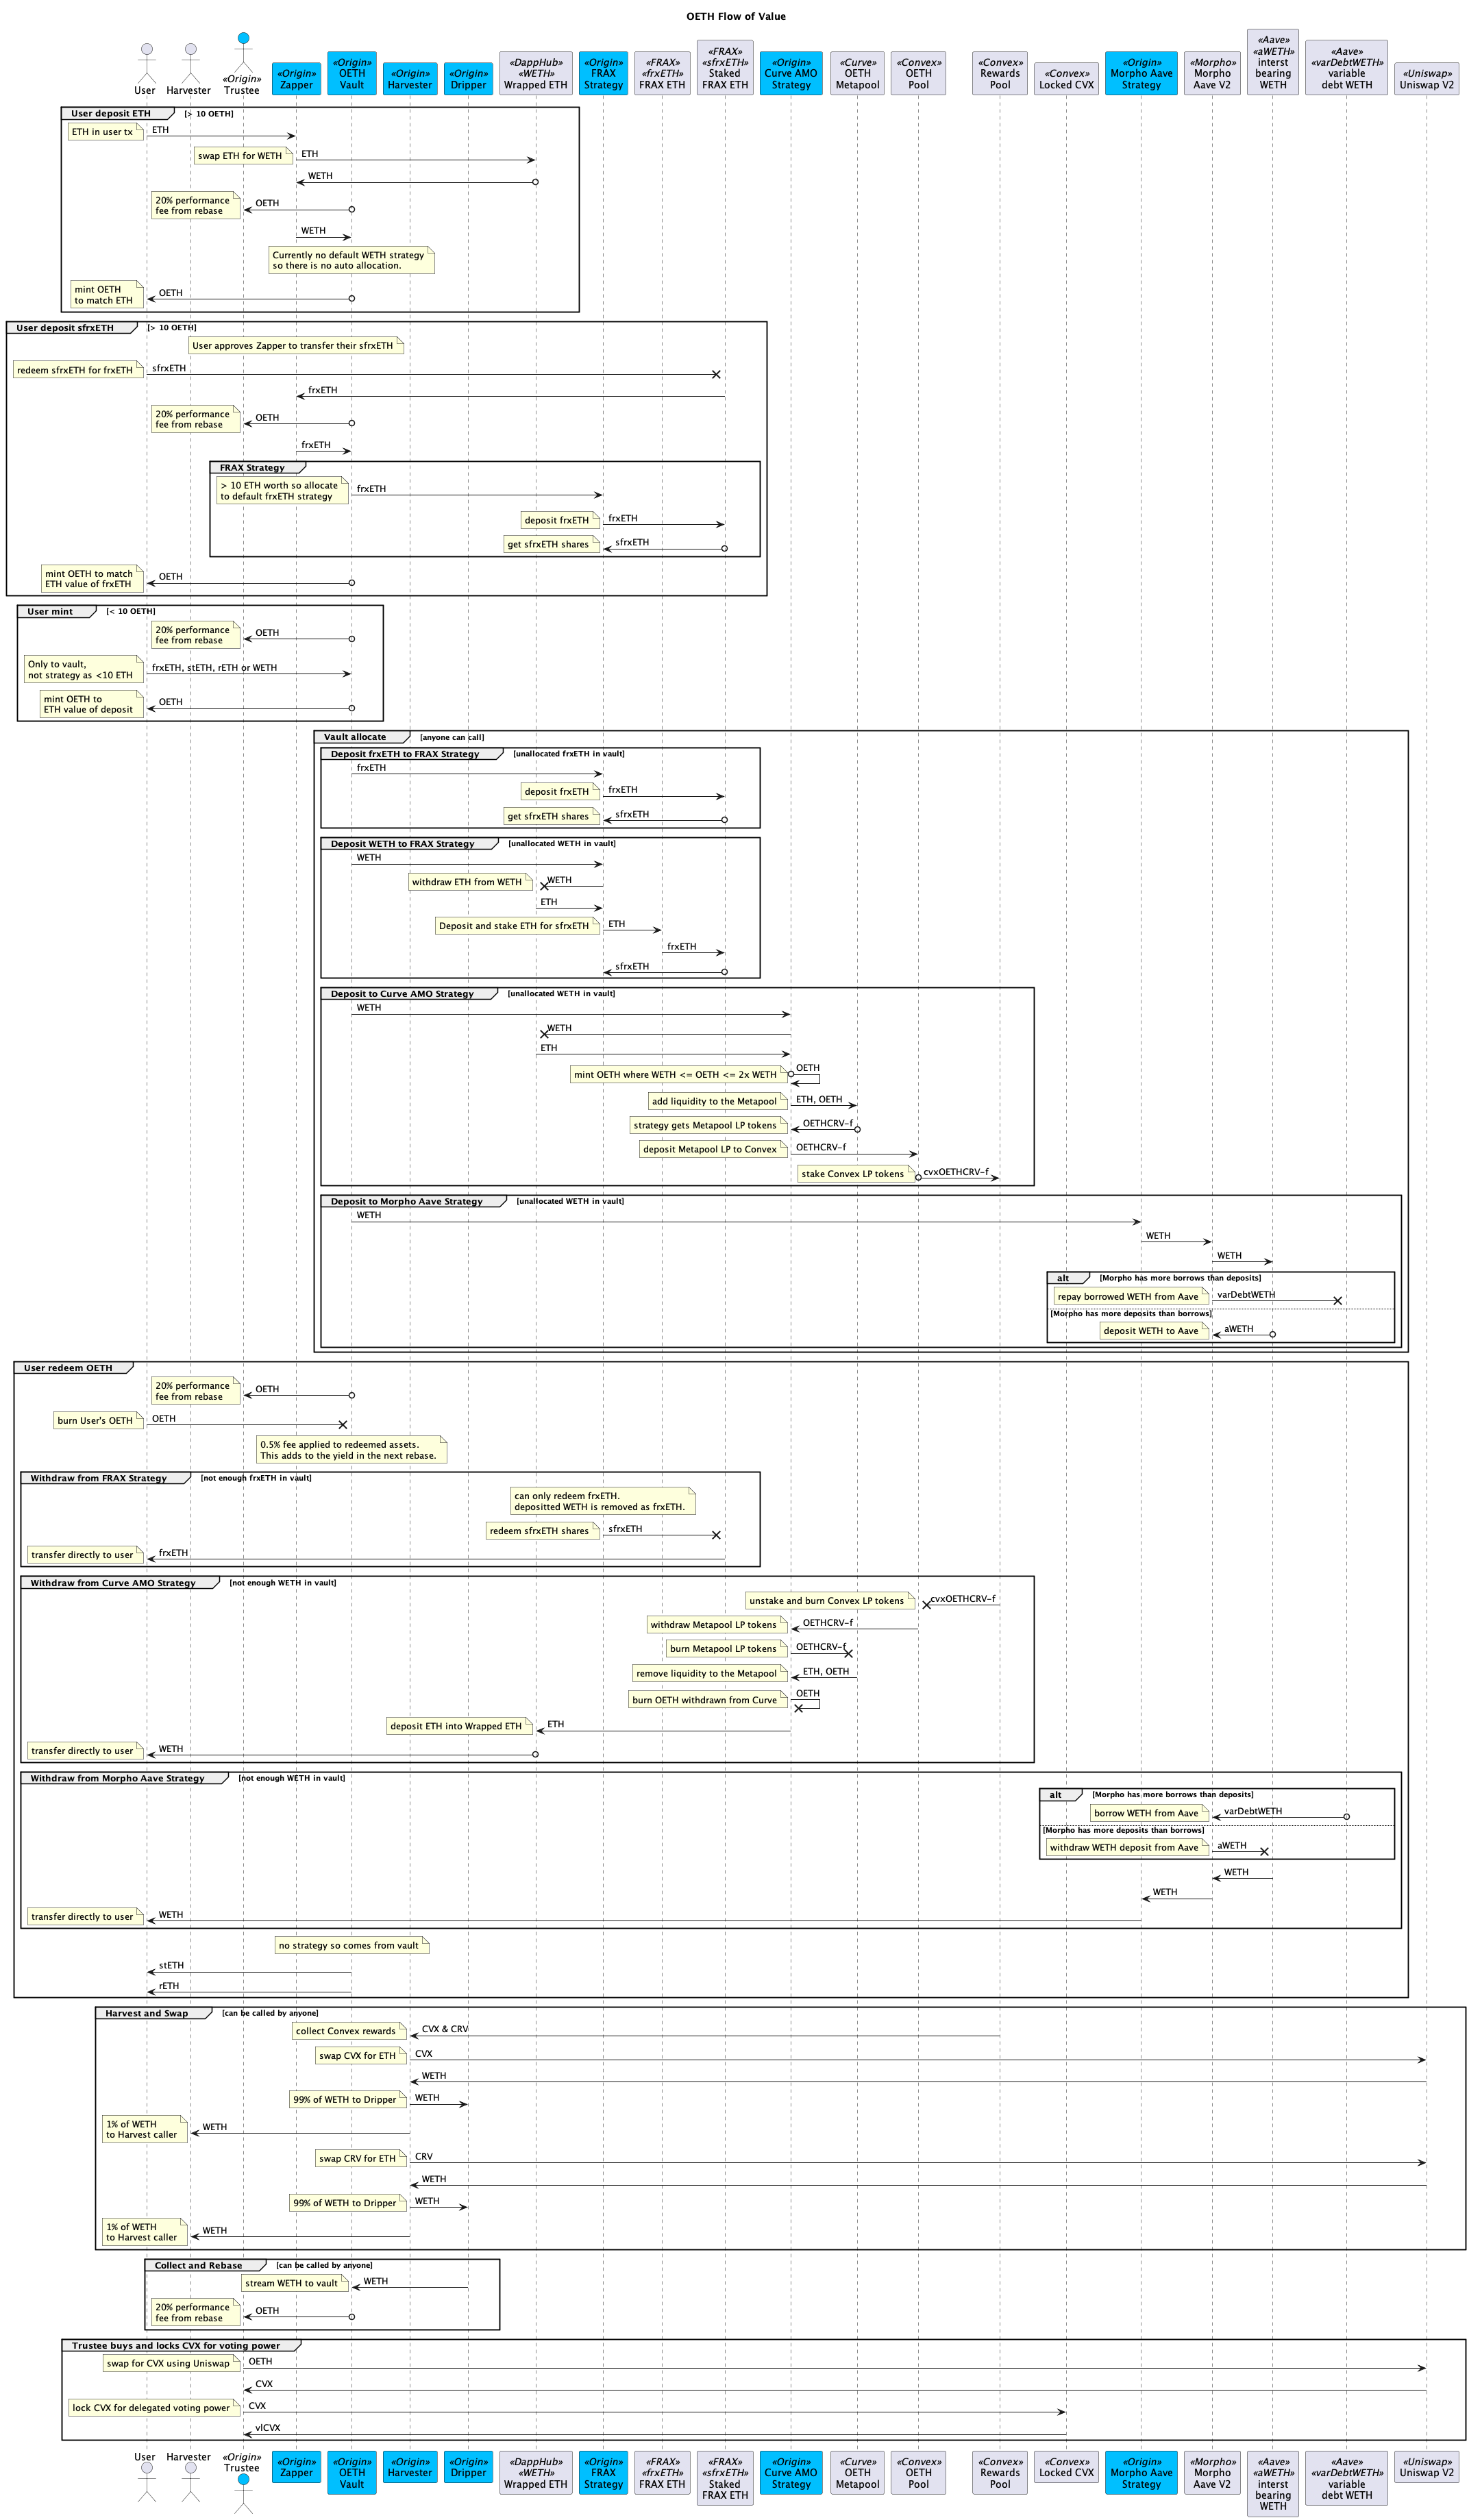 OETH Flow of Value
User
Harvester
«Origin»
Trustee
«Origin»
Zapper
«Origin»
OETH
Vault
«Origin»
Harvester
«Origin»
Dripper
«DappHub»
«WETH»
Wrapped ETH
«Origin»
FRAX
Strategy
«FRAX»
«frxETH»
FRAX ETH
«FRAX»
«sfrxETH»
Staked
FRAX ETH
«Origin»
Curve AMO
Strategy
«Curve»
OETH
Metapool
«Convex»
OETH
Pool
«Convex»
Rewards
Pool
«Convex»
Locked CVX
«Origin»
Morpho Aave
Strategy
«Morpho»
Morpho
Aave V2
«Aave»
«aWETH»
interst
bearing
WETH
«Aave»
«varDebtWETH»
variable
debt WETH
«Uniswap»
Uniswap V2
User deposit ETH [> 10 OETH]
ETH in user tx
ETH
swap ETH for WETH
ETH
WETH
20% performance
fee from rebase
OETH
WETH
Currently no default WETH strategy
so there is no auto allocation.
mint OETH
to match ETH
OETH
User deposit sfrxETH [> 10 OETH]
User approves Zapper to transfer their sfrxETH
redeem sfrxETH for frxETH
sfrxETH
frxETH
20% performance
fee from rebase
OETH
frxETH
FRAX Strategy
> 10 ETH worth so allocate
to default frxETH strategy
frxETH
deposit frxETH
frxETH
get sfrxETH shares
sfrxETH
mint OETH to match
ETH value of frxETH
OETH
User mint [< 10 OETH]
20% performance
fee from rebase
OETH
Only to vault,
not strategy as <10 ETH
frxETH, stETH, rETH or WETH
mint OETH to
ETH value of deposit
OETH
Vault allocate [anyone can call]
Deposit frxETH to FRAX Strategy [unallocated frxETH in vault]
frxETH
deposit frxETH
frxETH
get sfrxETH shares
sfrxETH
Deposit WETH to FRAX Strategy [unallocated WETH in vault]
WETH
withdraw ETH from WETH
WETH
ETH
Deposit and stake ETH for sfrxETH
ETH
frxETH
sfrxETH
Deposit to Curve AMO Strategy [unallocated WETH in vault]
WETH
WETH
ETH
mint OETH where WETH <= OETH <= 2x WETH
OETH
add liquidity to the Metapool
ETH, OETH
strategy gets Metapool LP tokens
OETHCRV-f
deposit Metapool LP to Convex
OETHCRV-f
stake Convex LP tokens
cvxOETHCRV-f
Deposit to Morpho Aave Strategy [unallocated WETH in vault]
WETH
WETH
WETH
alt [Morpho has more borrows than deposits]
repay borrowed WETH from Aave
varDebtWETH
[Morpho has more deposits than borrows]
deposit WETH to Aave
aWETH
User redeem OETH
20% performance
fee from rebase
OETH
burn User's OETH
OETH
0.5% fee applied to redeemed assets.
This adds to the yield in the next rebase.
Withdraw from FRAX Strategy [not enough frxETH in vault]
can only redeem frxETH.
depositted WETH is removed as frxETH.
redeem sfrxETH shares
sfrxETH
transfer directly to user
frxETH
Withdraw from Curve AMO Strategy [not enough WETH in vault]
unstake and burn Convex LP tokens
cvxOETHCRV-f
withdraw Metapool LP tokens
OETHCRV-f
burn Metapool LP tokens
OETHCRV-f
remove liquidity to the Metapool
ETH, OETH
burn OETH withdrawn from Curve
OETH
deposit ETH into Wrapped ETH
ETH
transfer directly to user
WETH
Withdraw from Morpho Aave Strategy [not enough WETH in vault]
alt [Morpho has more borrows than deposits]
borrow WETH from Aave
varDebtWETH
[Morpho has more deposits than borrows]
withdraw WETH deposit from Aave
aWETH
WETH
WETH
transfer directly to user
WETH
no strategy so comes from vault
stETH
rETH
Harvest and Swap [can be called by anyone]
collect Convex rewards
CVX & CRV
swap CVX for ETH
CVX
WETH
99% of WETH to Dripper
WETH
1% of WETH
to Harvest caller
WETH
swap CRV for ETH
CRV
WETH
99% of WETH to Dripper
WETH
1% of WETH
to Harvest caller
WETH
Collect and Rebase [can be called by anyone]
stream WETH to vault
WETH
20% performance
fee from rebase
OETH
Trustee buys and locks CVX for voting power
swap for CVX using Uniswap
OETH
CVX
lock CVX for delegated voting power
CVX
vlCVX
User
Harvester
«Origin»
Trustee
«Origin»
Zapper
«Origin»
OETH
Vault
«Origin»
Harvester
«Origin»
Dripper
«DappHub»
«WETH»
Wrapped ETH
«Origin»
FRAX
Strategy
«FRAX»
«frxETH»
FRAX ETH
«FRAX»
«sfrxETH»
Staked
FRAX ETH
«Origin»
Curve AMO
Strategy
«Curve»
OETH
Metapool
«Convex»
OETH
Pool
«Convex»
Rewards
Pool
«Convex»
Locked CVX
«Origin»
Morpho Aave
Strategy
«Morpho»
Morpho
Aave V2
«Aave»
«aWETH»
interst
bearing
WETH
«Aave»
«varDebtWETH»
variable
debt WETH
«Uniswap»
Uniswap V2